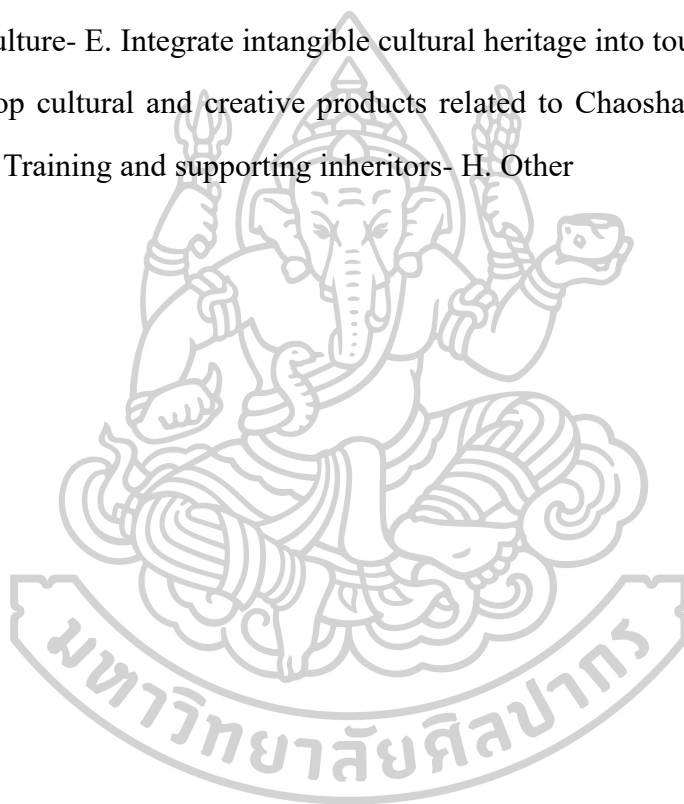 ulture- E. Integrate intangible cultural heritage into tou
op cultural and creative products related to Chaosha
Training and supporting inheritors- H. Other
มหาวิทยาลัยศิลปากร